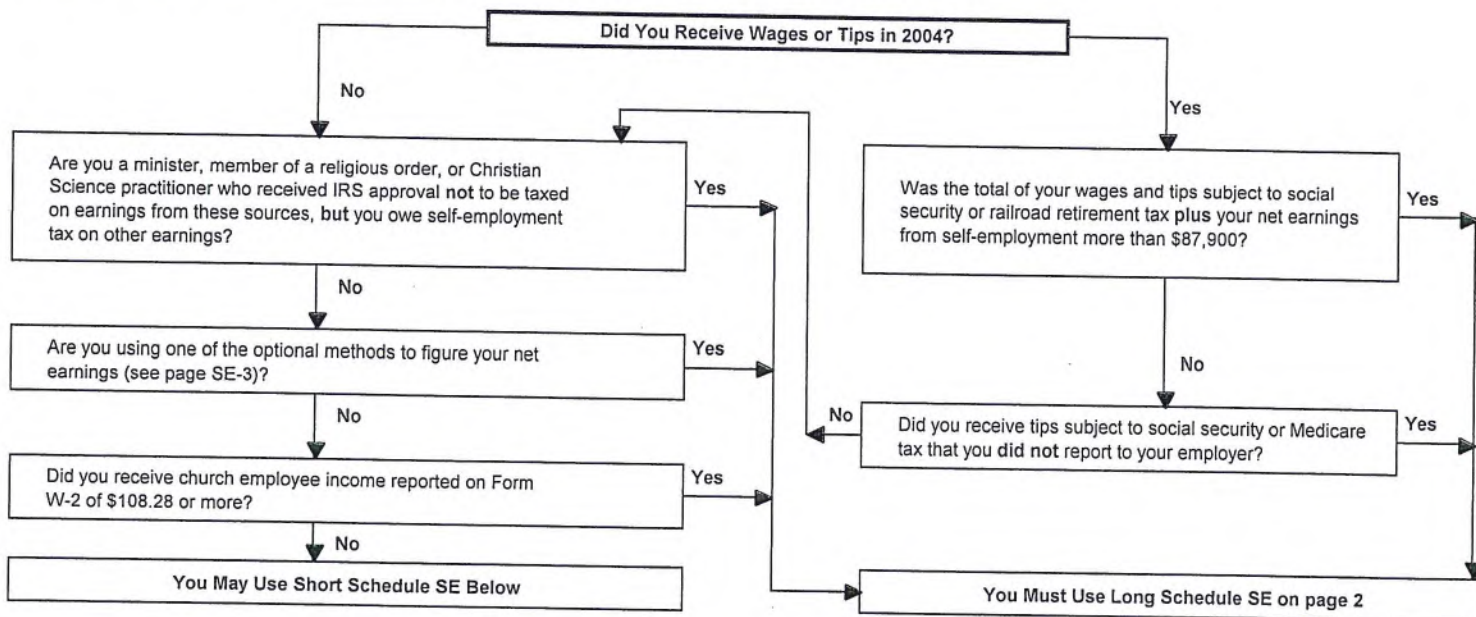 Did You Receive Wages or Tips in 2004?
No
Yes
Are you a minister, member of a religious order, or Christian
Science practitioner who received IRS approval not to be taxed
on earnings from these sources, but you owe self-employment
tax on other earnings?
Yes
Was the total of your wages and tips subject to social
security or railroad retirement tax plus your net earnings
from self-employment more than $87,900?
Yes
No
No
Are you using one of the optional methods to figure your net
earnings (see page SE-3)?
Yes
No
No
Did you receive tips subject to social security or Medicare
tax that you did not report to your employer?
Yes
Did you receive church employee income reported on Form
W-2 of $108.28 or more?
Yes
No
You May Use Short Schedule SE Below
You Must Use Long Schedule SE on page 2